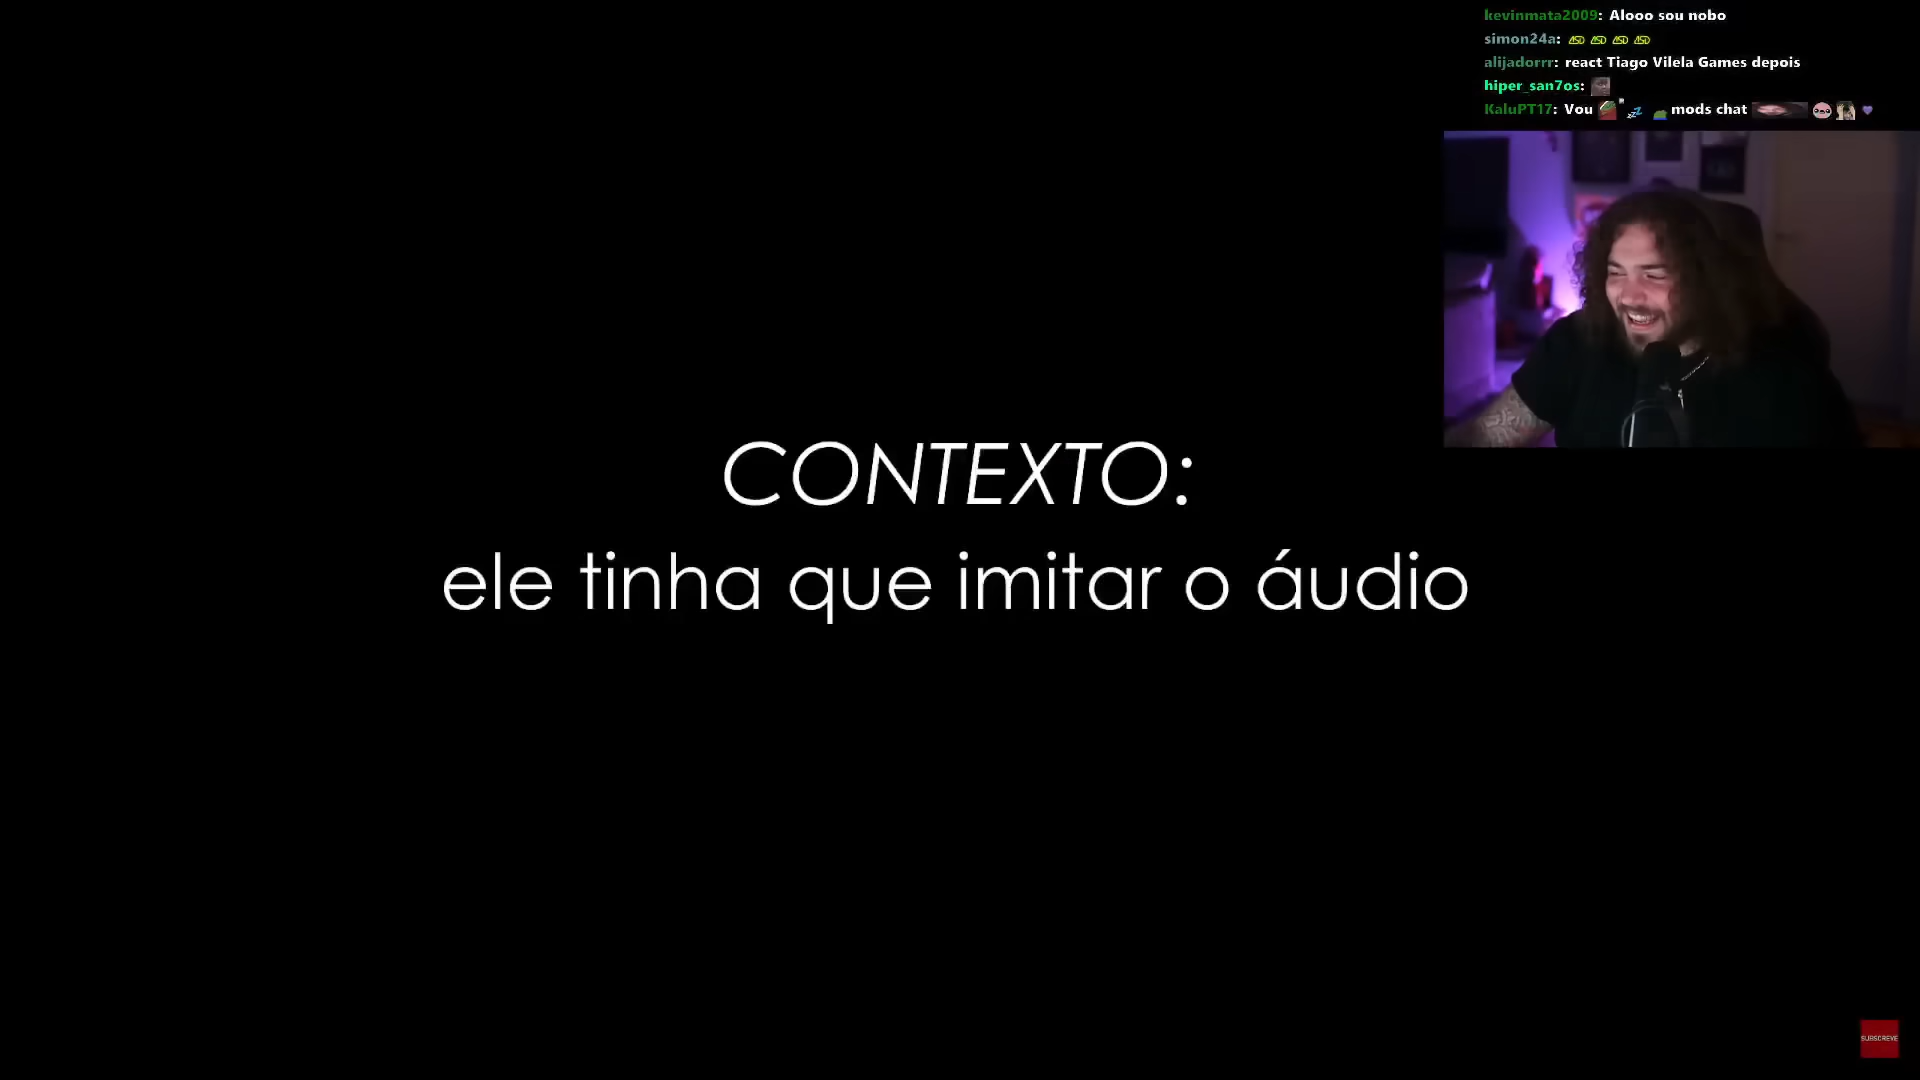 kevinmata2009: Alooo sou nobo
simon24a:
alijadorrr: react Tiago Vilela Games depois
hiper_san7os:
KaluPT17: Vou mods chat
CONTEXTO:
ele tinha que imitar o áudio
SUBSCREVE